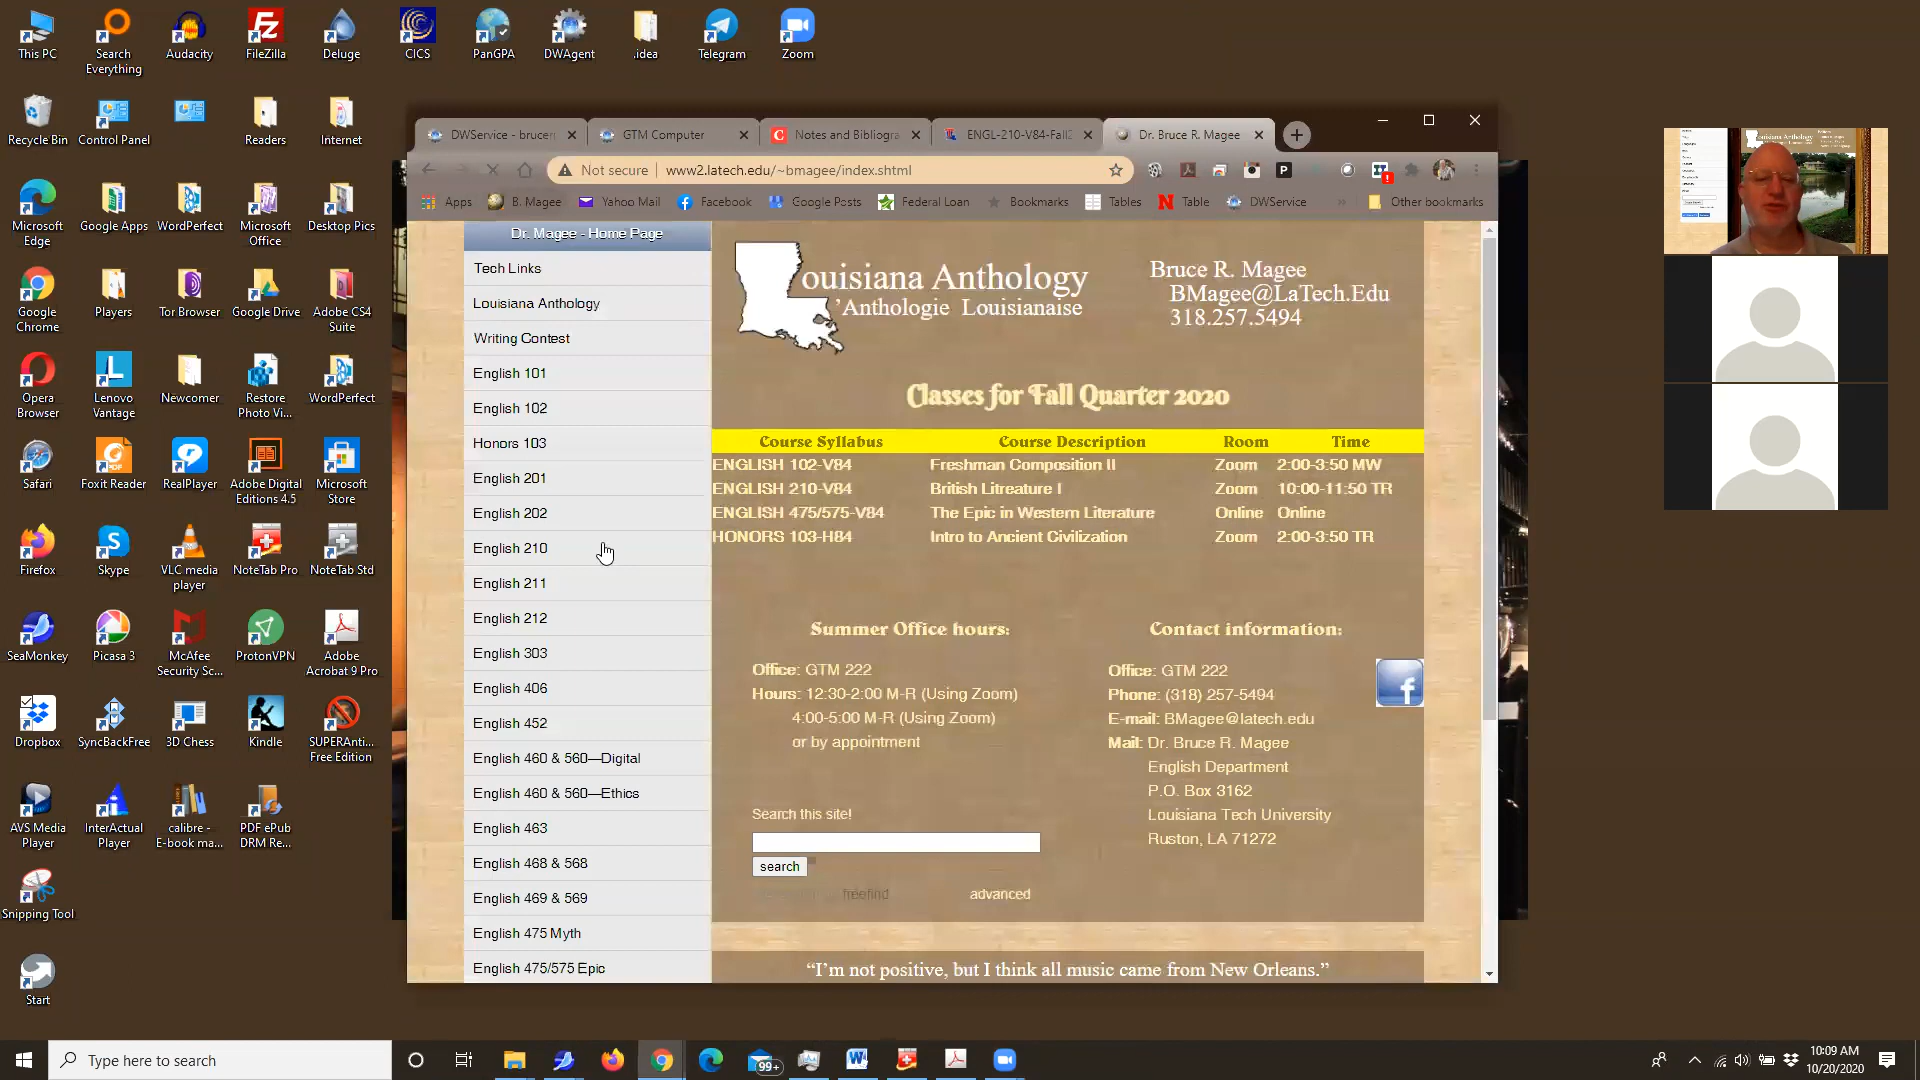 This PC
Search Everything
Audacity
FileZilla
Deluge
CICS
PanGPA
DWAgent
.idea
Telegram
Zoom
Recycle Bin
Control Panel
Readers
Internet
Microsoft Edge
Google Apps
WordPerfect
Microsoft Office
Desktop Pics
Google Chrome
Players
Tor Browser
Google Drive
Adobe CS4 Suite
Opera Browser
Lenovo Vantage
Newcomer
Restore Photo Vi...
WordPerfect
Safari
Foxit Reader
RealPlayer
Adobe Digital Editions 4.5
Microsoft Store
Firefox
Skype
VLC media player
NoteTab Pro
NoteTab Std
SeaMonkey
Picasa 3
McAfee Security Sc...
ProtonVPN
Adobe Acrobat 9 Pro
Dropbox
SyncBackFree
3D Chess
Kindle
SUPERAnti... Free Edition
AVS Media Player
InterActual Player
calibre - E-book ma...
PDF ePub DRM Re...
Snipping Tool
Start
DWService - brucer
GTM Computer
Notes and Bibliogra
ENGL-210-V84-Fall2
Dr. Bruce R. Magee
Not secure
www2.latech.edu/~bmagee/index.shtml
Apps
B. Magee
Yahoo Mail
Facebook
Google Posts
Federal Loan
Bookmarks
Tables
Table
DWService
»
Other bookmarks
Dr. Magee - Home Page
Tech Links
Louisiana Anthology
Writing Contest
English 101
English 102
Honors 103
English 201
English 202
English 210
English 211
English 212
English 303
English 406
English 452
English 460 & 560—Digital
English 460 & 560—Ethics
English 463
English 468 & 568
English 469 & 569
English 475 Myth
English 475/575 Epic
ouisiana Anthology
'Anthologie Louisianaise
Bruce R. Magee
BMagee@LaTech.Edu
318.257.5494
Classes for Fall Quarter 2020
Course Syllabus Course Description Room Time
ENGLISH 102-V84 Freshman Composition II Zoom 2:00-3:50 MW
ENGLISH 210-V84 British Litreature I Zoom 10:00-11:50 TR
ENGLISH 475/575-V84 The Epic in Western Literature Online Online
HONORS 103-H84 Intro to Ancient Civilization Zoom 2:00-3:50 TR
Summer Office hours:
Office: GTM 222
Hours: 12:30-2:00 M-R (Using Zoom)
4:00-5:00 M-R (Using Zoom)
or by appointment
Contact information:
Office: GTM 222
Phone: (318) 257-5494
E-mail: BMagee@latech.edu
Mail: Dr. Bruce R. Magee
English Department
P.O. Box 3162
Louisiana Tech University
Ruston, LA 71272
Search this site!
search
freefind
advanced
“I’m not positive, but I think all music came from New Orleans.”
Type here to search
99+
10:09 AM
10/20/2020